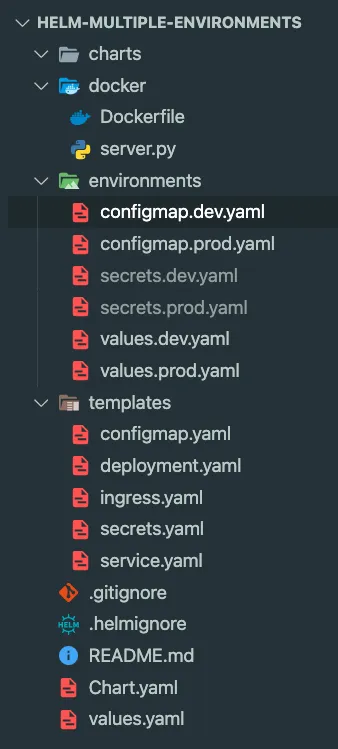 HELM-MULTIPLE-ENVIRONMENTS
charts
docker
Dockerfile
server.py
environments
configmap.dev.yaml
configmap.prod.yaml
secrets.dev.yaml
secrets.prod.yaml
values.dev.yaml
values.prod.yaml
templates
configmap.yaml
deployment.yaml
ingress.yaml
secrets.yaml
service.yaml
.gitignore
HELM .helmignore
README.md
Chart.yaml
values.yaml